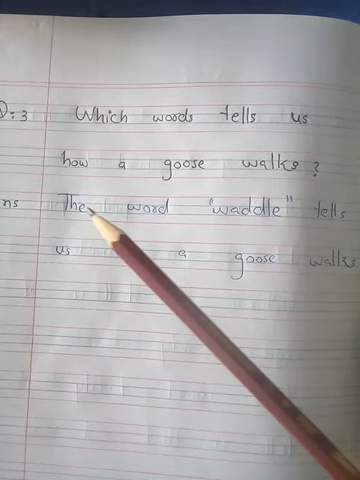 Q:3 Which words tells us
how a goose walks?
ns The word "waddle" tells
us a goose walks